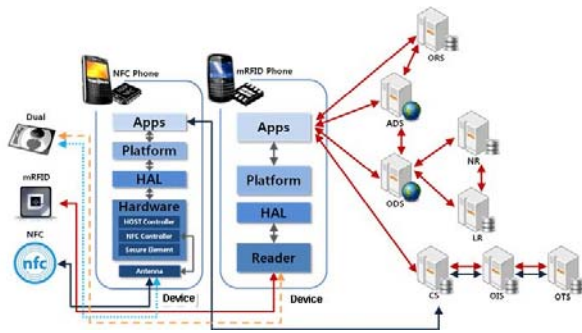 NFC Phone
mRFID Phone
ORS
Dual
Apps
Apps
ADS
Platform
NR
mRFID
HAL
Platform
ODS
Hardware
HOST Controller
HAL
LR
NFC
NFC Controller
Secure Element
nfc
Antenna
Reader
CS
OIS
OTS
Device
Device